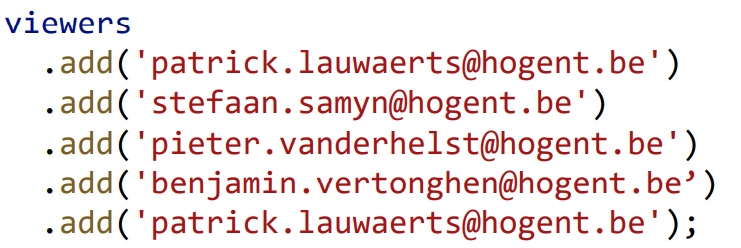 viewers
  .add('patrick.lauwaerts@hogent.be')
  .add('stefaan.samyn@hogent.be')
  .add('pieter.vanderhelst@hogent.be')
  .add('benjamin.vertonghen@hogent.be’)
  .add('patrick.lauwaerts@hogent.be');